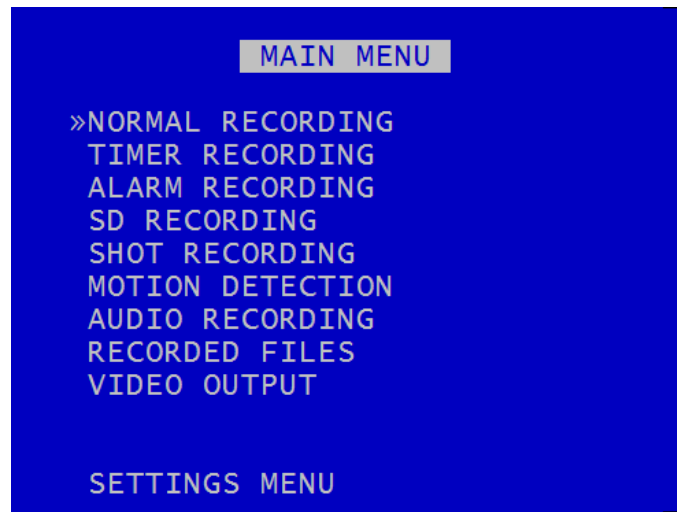 MAIN MENU
»NORMAL RECORDING
TIMER RECORDING
ALARM RECORDING
SD RECORDING
SHOT RECORDING
MOTION DETECTION
AUDIO RECORDING
RECORDED FILES
VIDEO OUTPUT
SETTINGS MENU